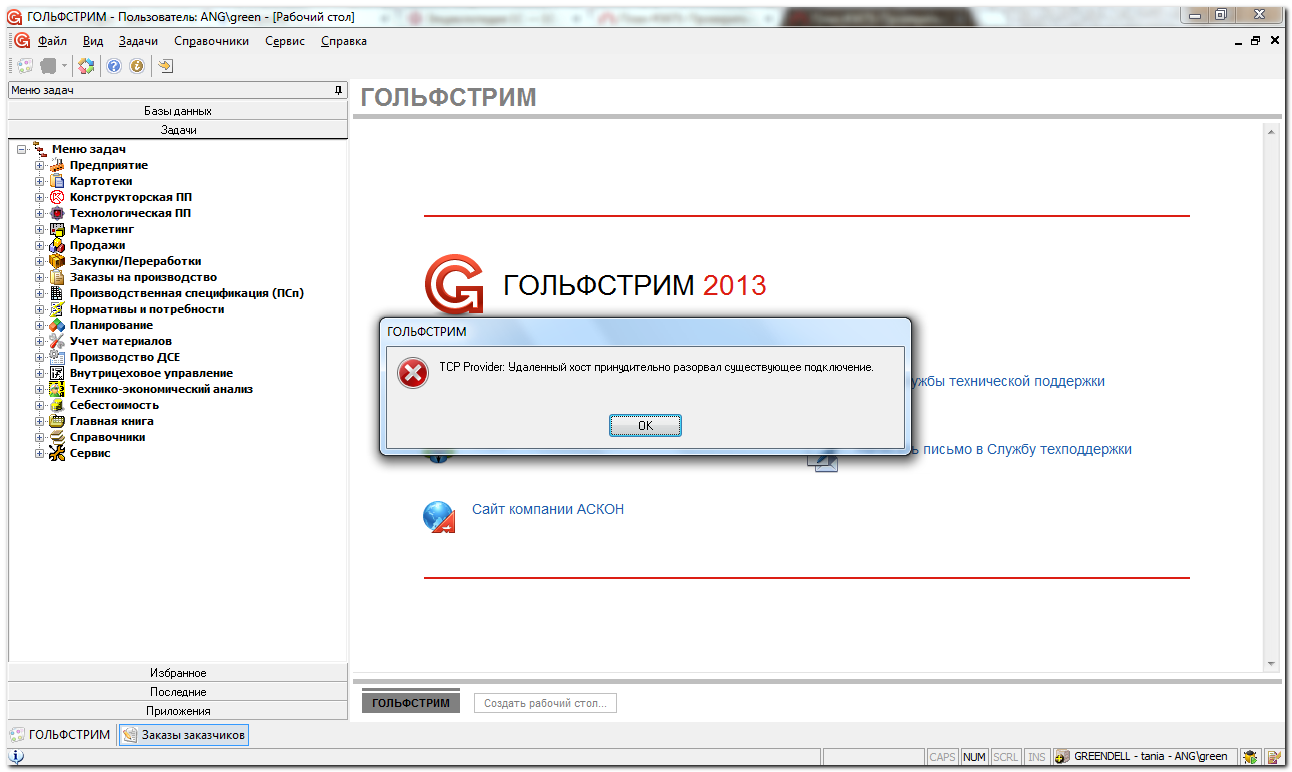 ГОЛЬФСТРИМ - Пользователь: ANG\green - [Рабочий стол]
Файл Вид Задачи Справочники Сервис Справка
Меню задач
Базы данных
Задачи
Меню задач
Предприятие
Картотеки
Конструкторская ПП
Технологическая ПП
Маркетинг
Продажи
Закупки/Переработки
Заказы на производство
Производственная спецификация (ПСп)
Нормативы и потребности
Планирование
Учет материалов
Производство ДСЕ
Внутрицеховое управление
Технико-экономический анализ
Себестоимость
Главная книга
Справочники
Сервис
Избранное
Последние
Приложения
ГОЛЬФСТРИМ
ГОЛЬФСТРИМ 2013
ГОЛЬФСТРИМ
TCP Provider: Удаленный хост принудительно разорвал существующее подключение.
OK
технической поддержки
письмо в Службу техподдержки
Сайт компании АСКОН
ГОЛЬФСТРИМ Создать рабочий стол...
ГОЛЬФСТРИМ Заказы заказчиков
CAPS NUM SCRL INS GREENDELL - tania - ANG\green